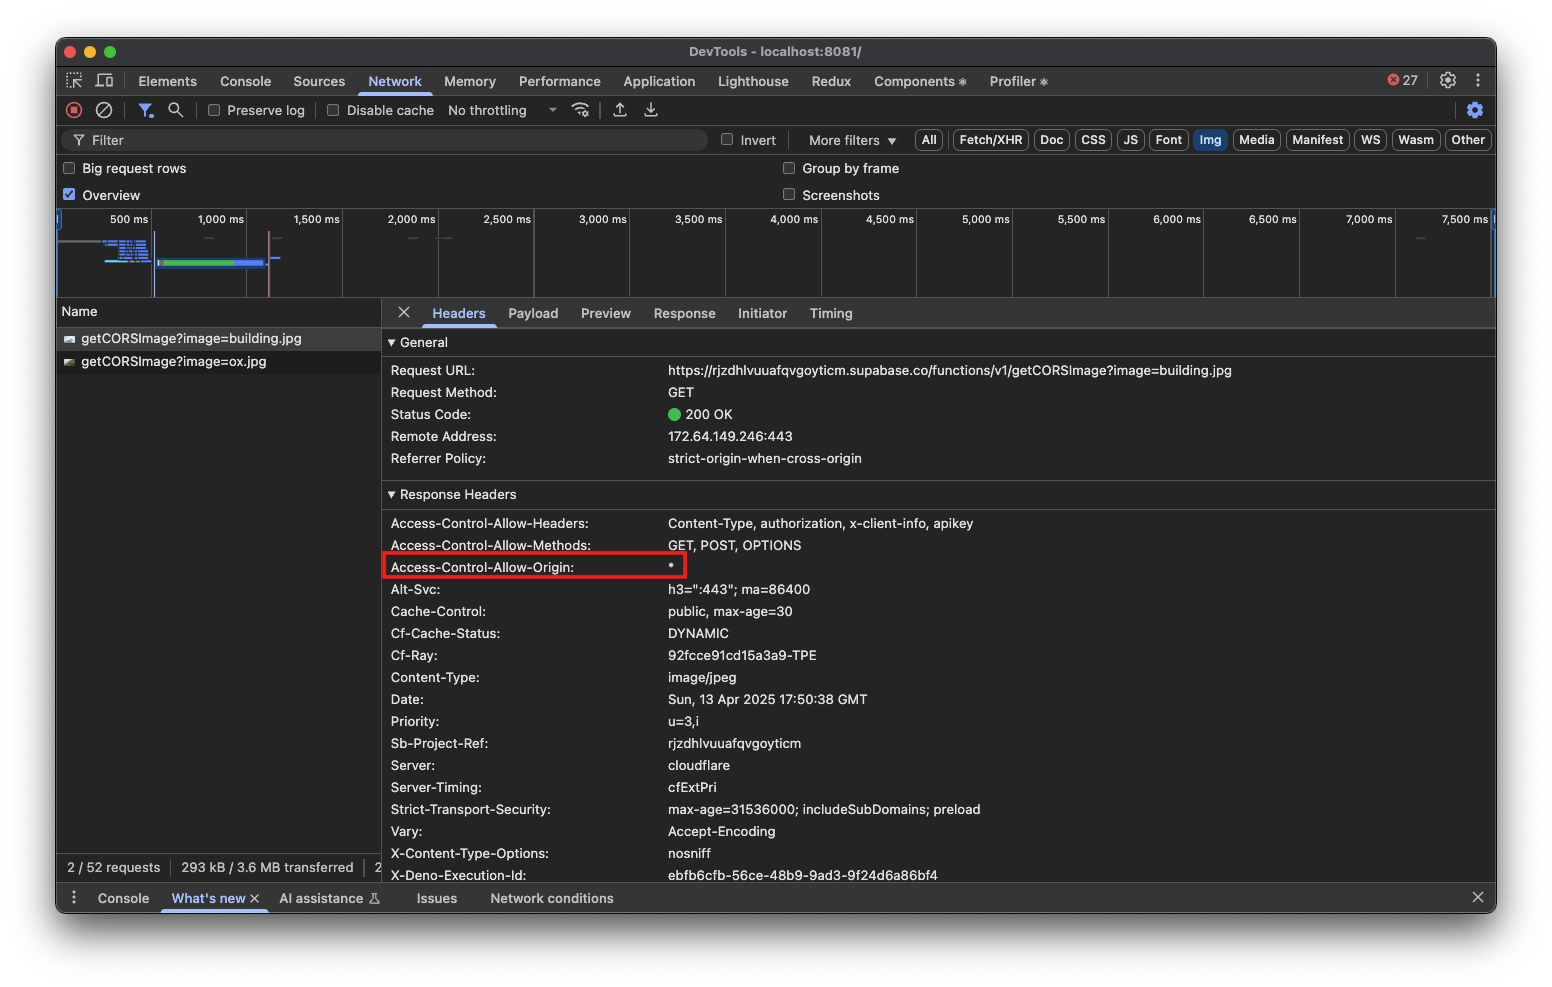 DevTools - localhost:8081/
Elements Console Sources Network Memory Performance Application Lighthouse Redux Components Profiler 27
Preserve log Disable cache No throttling
Filter Invert More filters All Fetch/XHR Doc CSS JS Font Img Media Manifest WS Wasm Other
Big request rows Group by frame
Overview Screenshots
500 ms 1,000 ms 1,500 ms 2,000 ms 2,500 ms 3,000 ms 3,500 ms 4,000 ms 4,500 ms 5,000 ms 5,500 ms 6,000 ms 6,500 ms 7,000 ms 7,500 ms
Name
getCORSImage?image=building.jpg
getCORSImage?image=ox.jpg
2 / 52 requests 293 kB / 3.6 MB transferred 2
Headers Payload Preview Response Initiator Timing
General
Request URL: https://rjzdhlvuuafqvgoyticm.supabase.co/functions/v1/getCORSImage?image=building.jpg
Request Method: GET
Status Code: 200 OK
Remote Address: 172.64.149.246:443
Referrer Policy: strict-origin-when-cross-origin
Response Headers
Access-Control-Allow-Headers: Content-Type, authorization, x-client-info, apikey
Access-Control-Allow-Methods: GET, POST, OPTIONS
Access-Control-Allow-Origin: *
Alt-Svc: h3=":443"; ma=86400
Cache-Control: public, max-age=30
Cf-Cache-Status: DYNAMIC
Cf-Ray: 92fcce91cd15a3a9-TPE
Content-Type: image/jpeg
Date: Sun, 13 Apr 2025 17:50:38 GMT
Priority: u=3,i
Sb-Project-Ref: rjzdhlvuuafqvgoyticm
Server: cloudflare
Server-Timing: cfExtPri
Strict-Transport-Security: max-age=31536000; includeSubDomains; preload
Vary: Accept-Encoding
X-Content-Type-Options: nosniff
X-Deno-Execution-Id: ebfb6cfb-56ce-48b9-9ad3-9f24d6a86bf4
Console What's new AI assistance Issues Network conditions